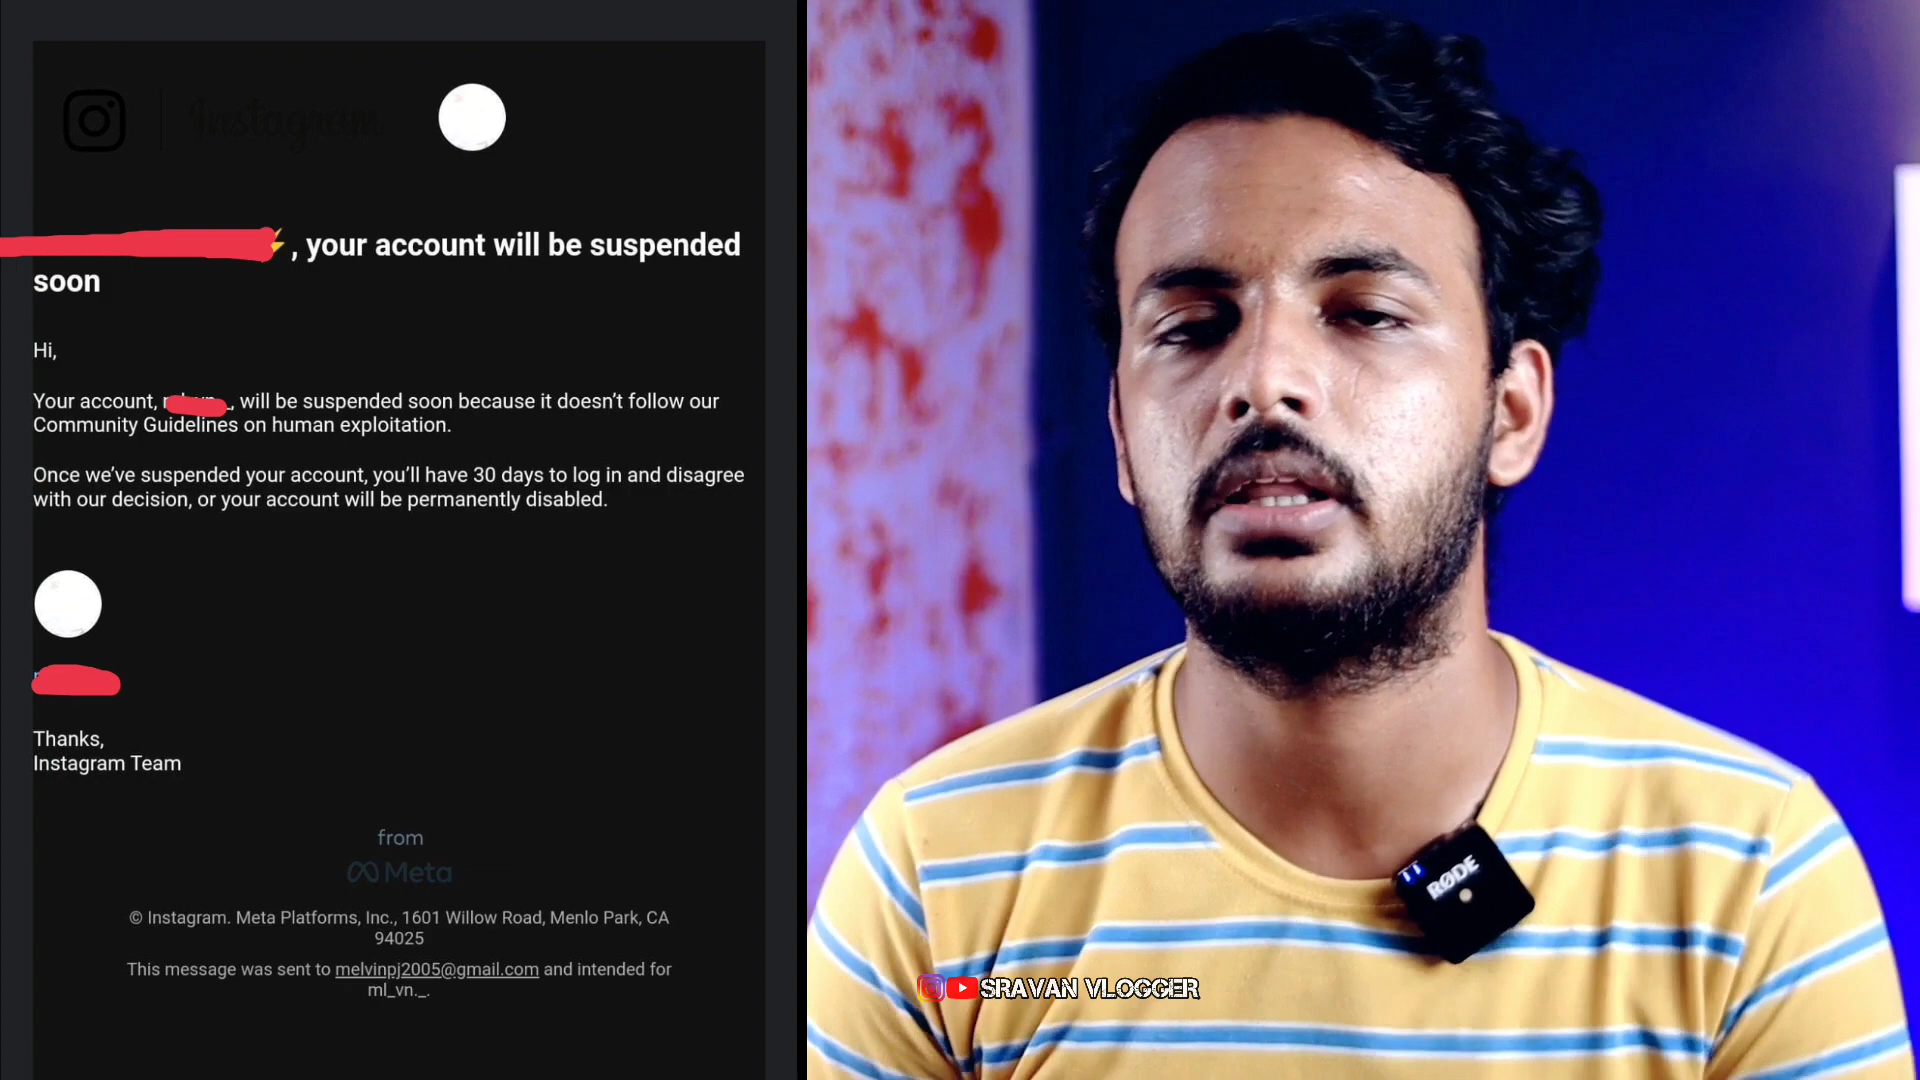 Instagram
, your account will be suspended
soon
Hi,
Your account, , will be suspended soon because it doesn’t follow our
Community Guidelines on human exploitation.
Once we’ve suspended your account, you’ll have 30 days to log in and disagree
with our decision, or your account will be permanently disabled.
Thanks,
Instagram Team
from
Meta
© Instagram. Meta Platforms, Inc., 1601 Willow Road, Menlo Park, CA
94025
This message was sent to melvinpj2005@gmail.com and intended for
ml_vn._.
RØDE
SRAVAN VLOGGER